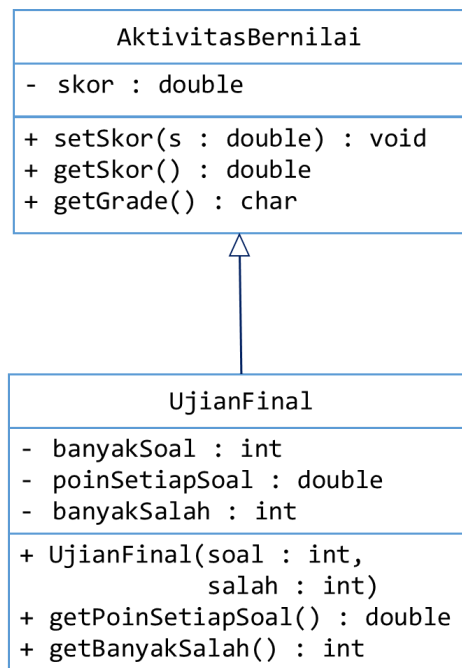 AktivitasBernilai
- skor : double
+ setSkor(s : double) : void
+ getSkor() : double
+ getGrade() : char
UjianFinal
- banyakSoal : int
- poinSetiapSoal : double
- banyakSalah : int
+ UjianFinal(soal : int,
salah : int)
+ getPoinSetiapSoal() : double
+ getBanyakSalah() : int